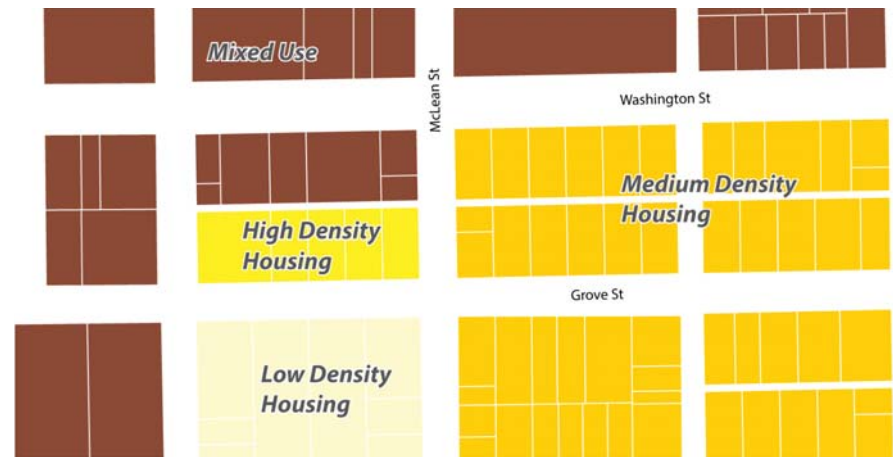 Mixed Use
McLean St
Washington St
Medium Density
Housing
High Density
Housing
Grove St
Low Density
Housing